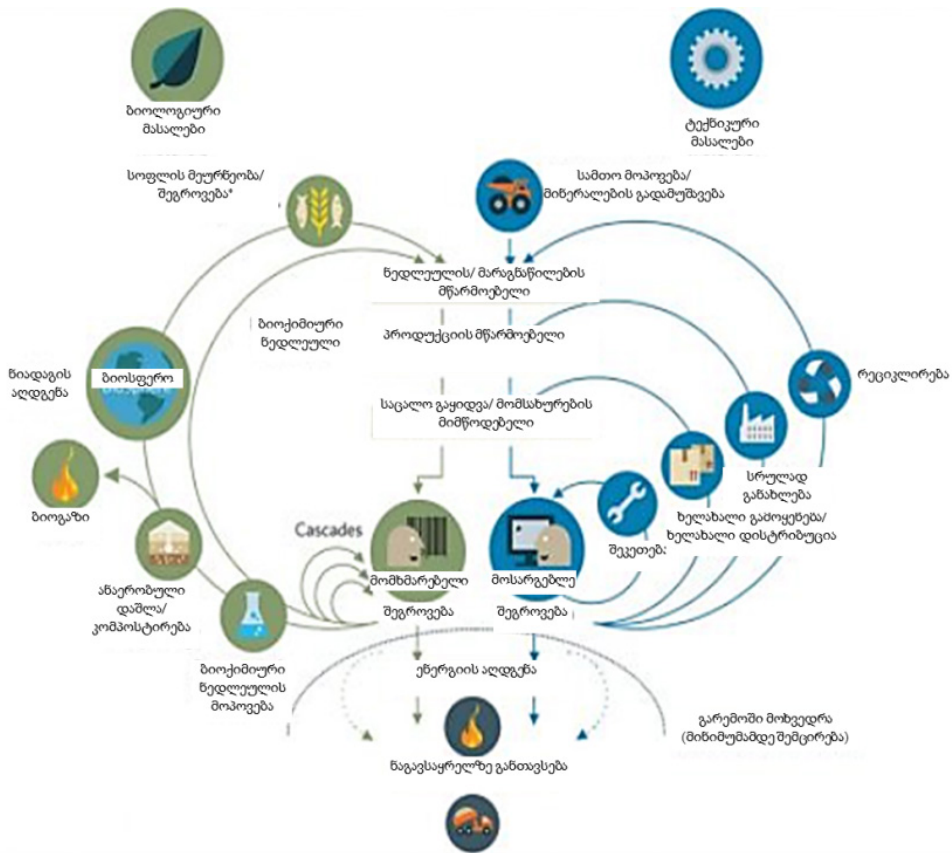 ბიოლოგიური
მასალები
ტექნიკური
მასალები
სოფლის მეურნეობა/
შეგროვება*
სამთო მოპოვება/
მინერალების გადამუშავება
ნედლეულის/ მარაგნაწილების
მწარმოებელი
ბიოქიმიური
ნედლეული
პროდუქციის მწარმოებელი
ნიადაგის
აღდგენა
ბიოსფერო
რეციკლირება
საცალო გაყიდვა/ მომსახურების
მიმწოდებელი
სრულად
განახლება
ბიოგაზი
Cascades
ხელახალი გამოყენება/
ხელახალი დისტრიბუცია
შეკეთება
მომხმარებელი
მოსარგებლე
ანაერობული
დაშლა/
კომპოსტირება
შეგროვება
შეგროვება
ბიოქიმიური
ნედლეულის
მოპოვება
ენერგიის აღდგენა
გარემოში მოხვედრა
(მინიმუმამდე შემცირება)
ნაგავსაყრელზე განთავსება